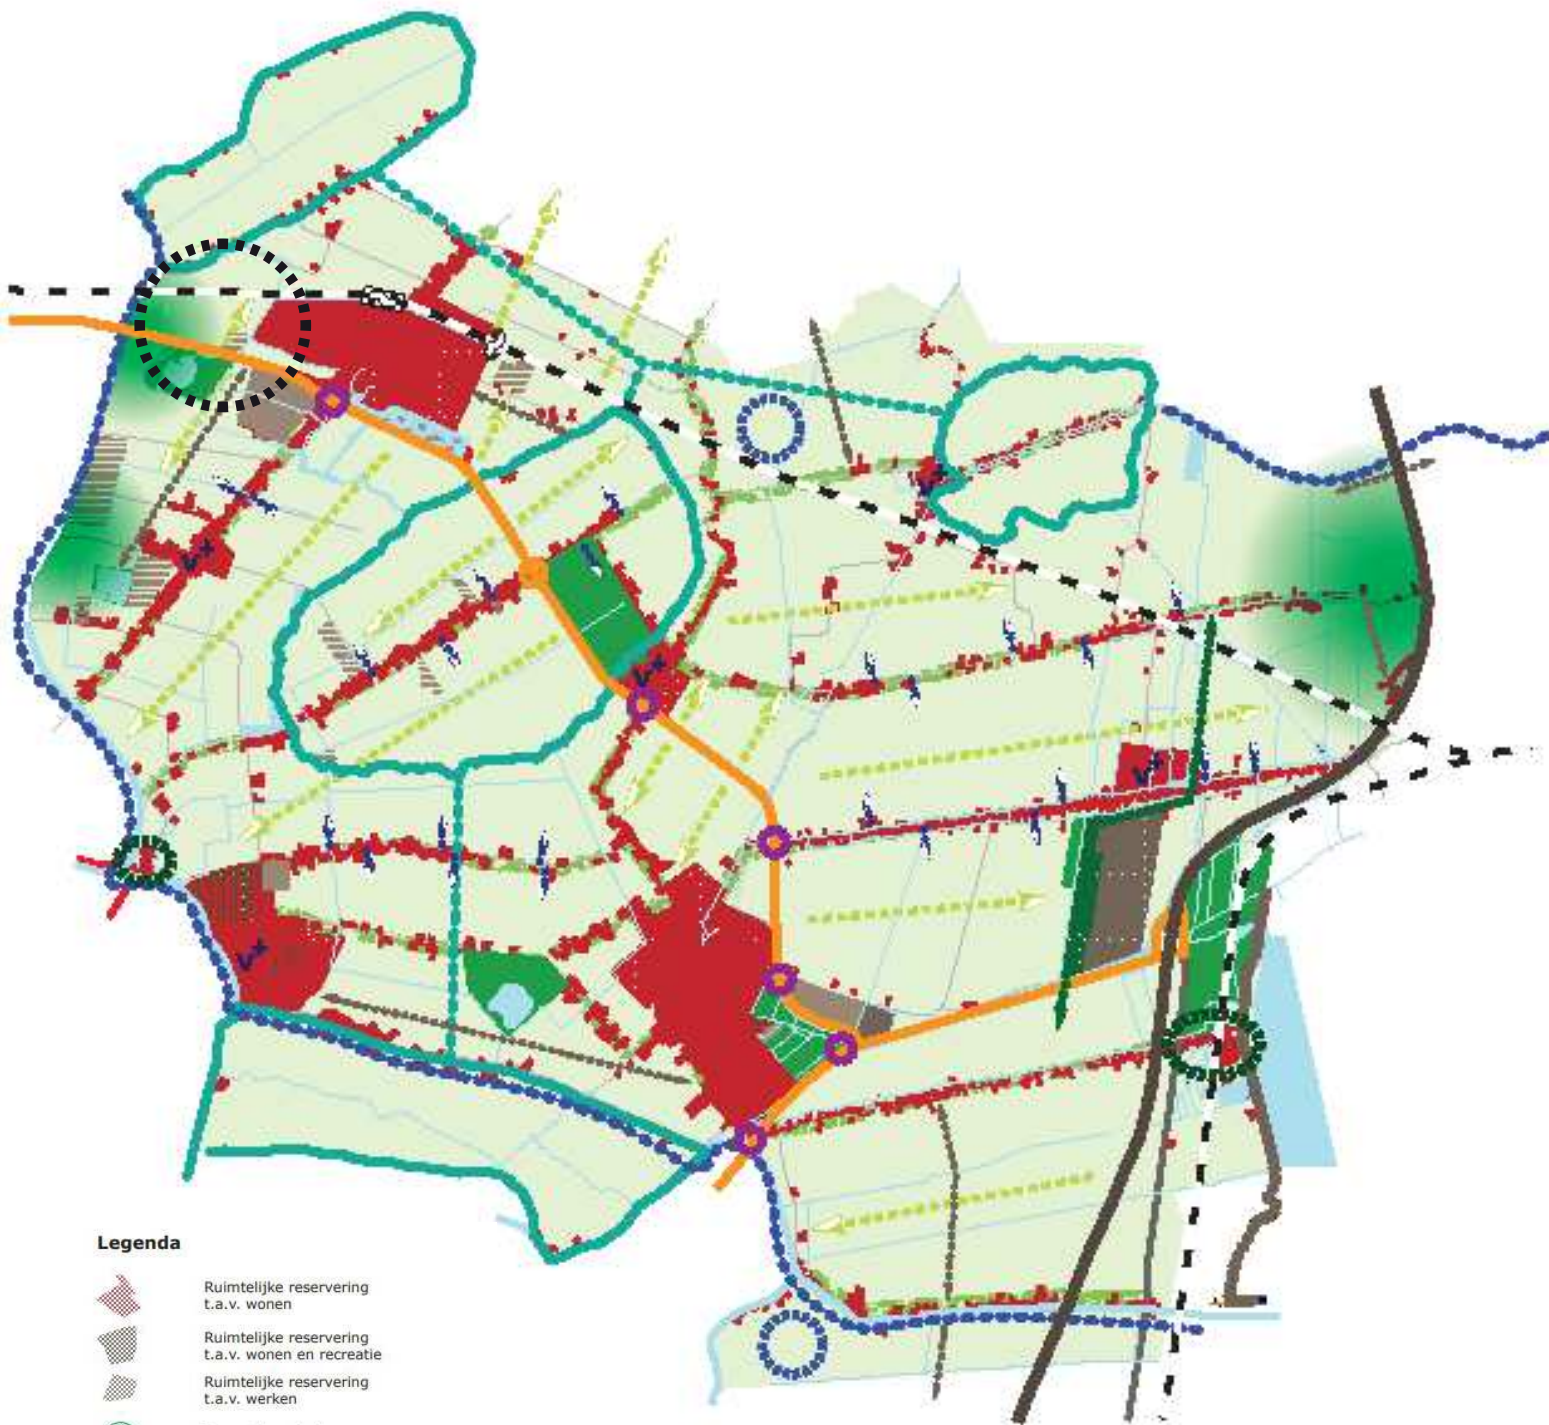 Legenda
Ruimtelijke reservering
t.a.v. wonen
Ruimtelijke reservering
t.a.v. wonen en recreatie
Ruimtelijke reservering
t.a.v. werken